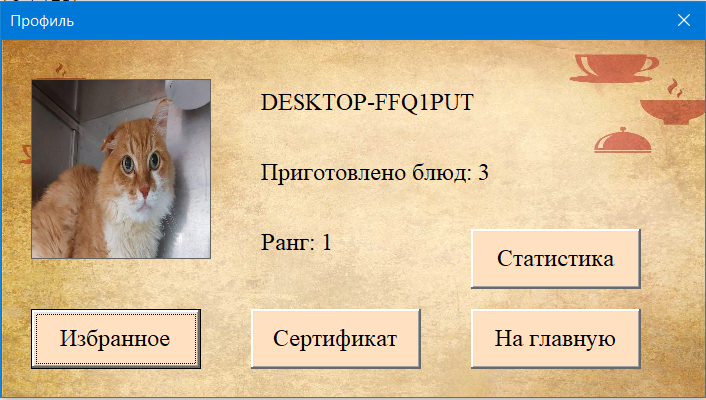 Профиль
DESKTOP-FFQ1PUT
Приготовлено блюд: 3
Ранг: 1
Статистика
Избранное
Сертификат
На главную